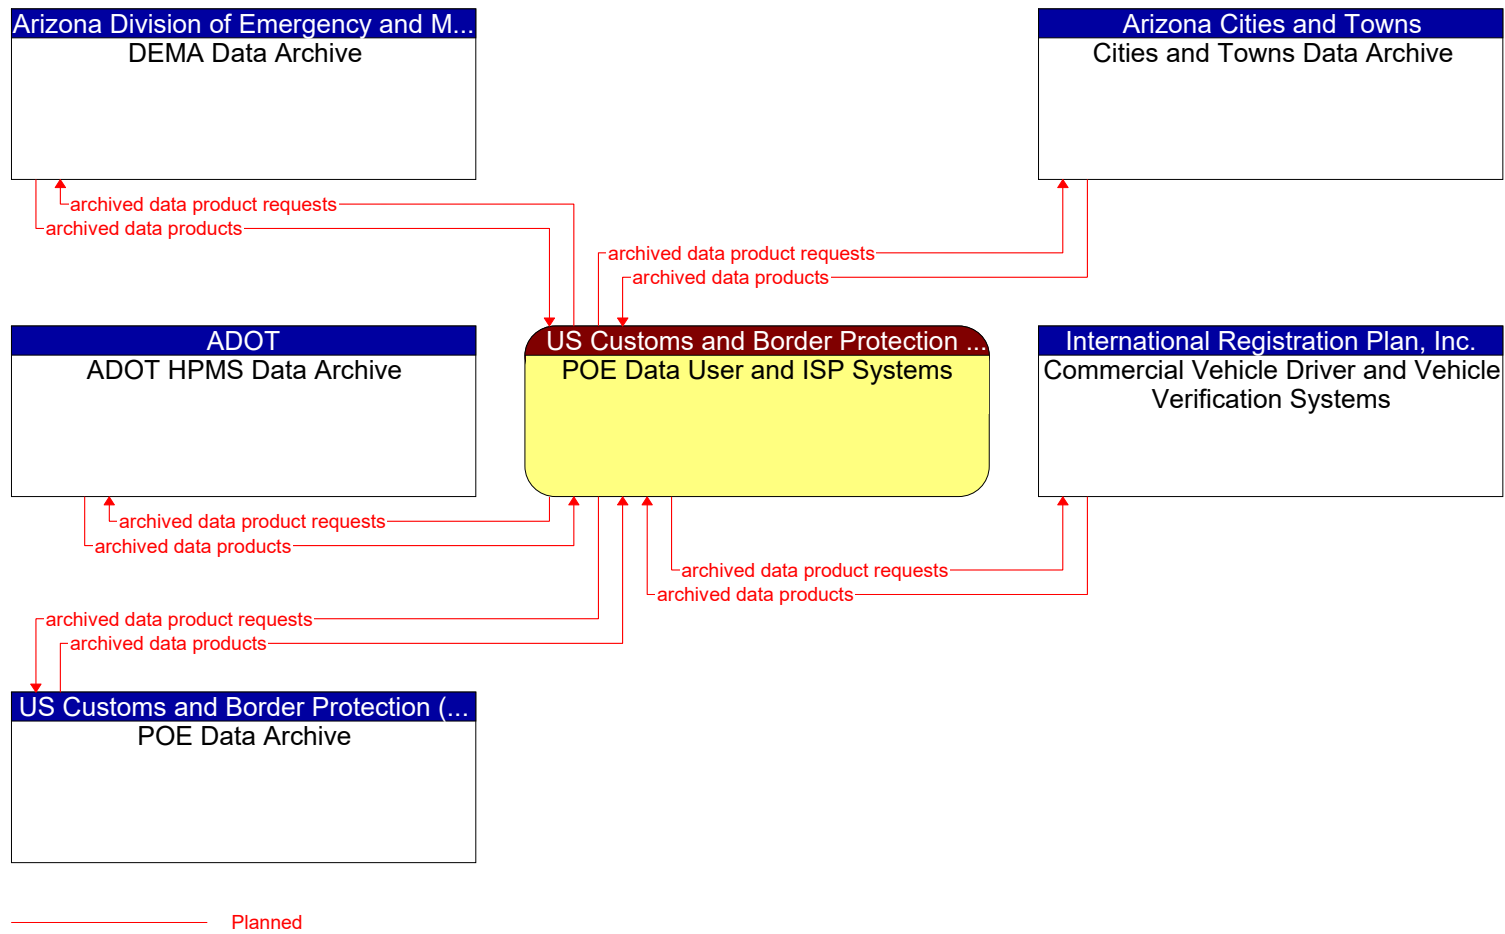 Arizona Division of Emergency and M...
DEMA Data Archive
Arizona Cities and Towns
Cities and Towns Data Archive
archived data product requests
archived data products
archived data product requests
archived data products
ADOT
ADOT HPMS Data Archive
US Customs and Border Protection ...
POE Data User and ISP Systems
International Registration Plan, Inc.
Commercial Vehicle Driver and Vehicle
Verification Systems
archived data product requests
archived data products
archived data product requests
archived data products
archived data product requests
archived data products
US Customs and Border Protection (...
POE Data Archive
Planned